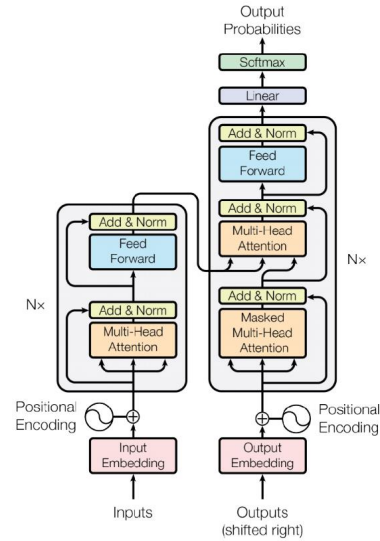 Output
Probabilities
Softmax
Linear
Add & Norm
Feed
Forward
Add & Norm
Multi-Head
Attention
Add & Norm
Masked
Multi-Head
Attention
Nx
Add & Norm
Feed
Forward
Add & Norm
Multi-Head
Attention
Nx
Positional
Encoding
Input
Embedding
Inputs
Positional
Encoding
Output
Embedding
Outputs
(shifted right)